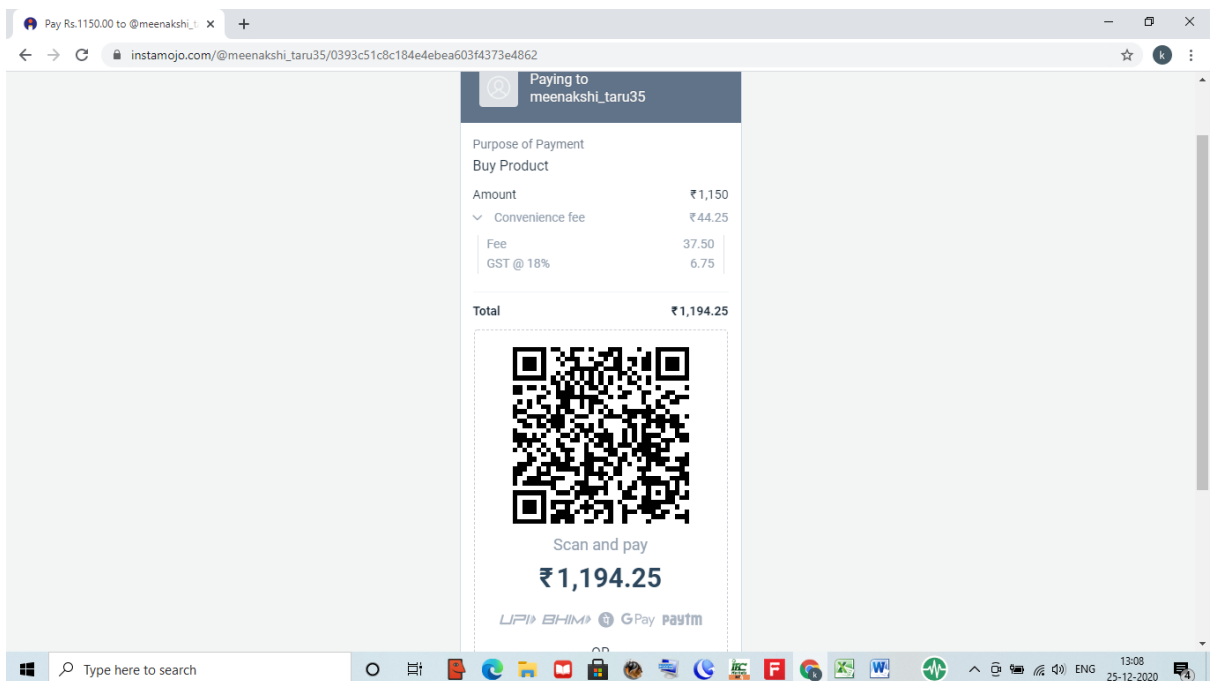 Pay Rs.1150.00 to @meenakshi_t
instamojo.com/@meenakshi_taru35/0393c51c8c184e4ebea603f4373e4862
k
Paying to
meenakshi_taru35
Purpose of Payment
Buy Product
Amount ₹1,150
Convenience fee ₹44.25
Fee 37.50
GST @ 18% 6.75
Total ₹1,194.25
Scan and pay
₹1,194.25
UPI BHIM GPay paytm
OR
Type here to search
ENG
13:08
25-12-2020
4